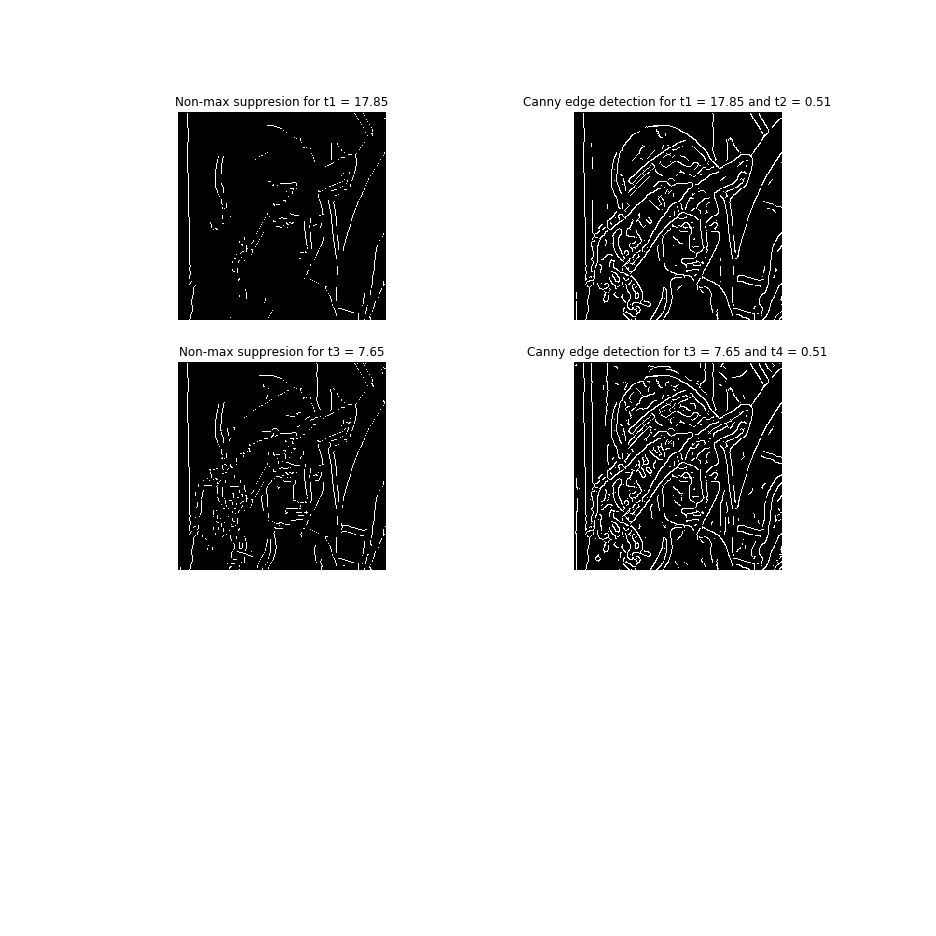 Non-max suppresion for t1 = 17.85
Canny edge detection for t1 = 17.85 and t2 = 0.51
Non-max suppresion for t3 = 7.65
Canny edge detection for t3 = 7.65 and t4 = 0.51